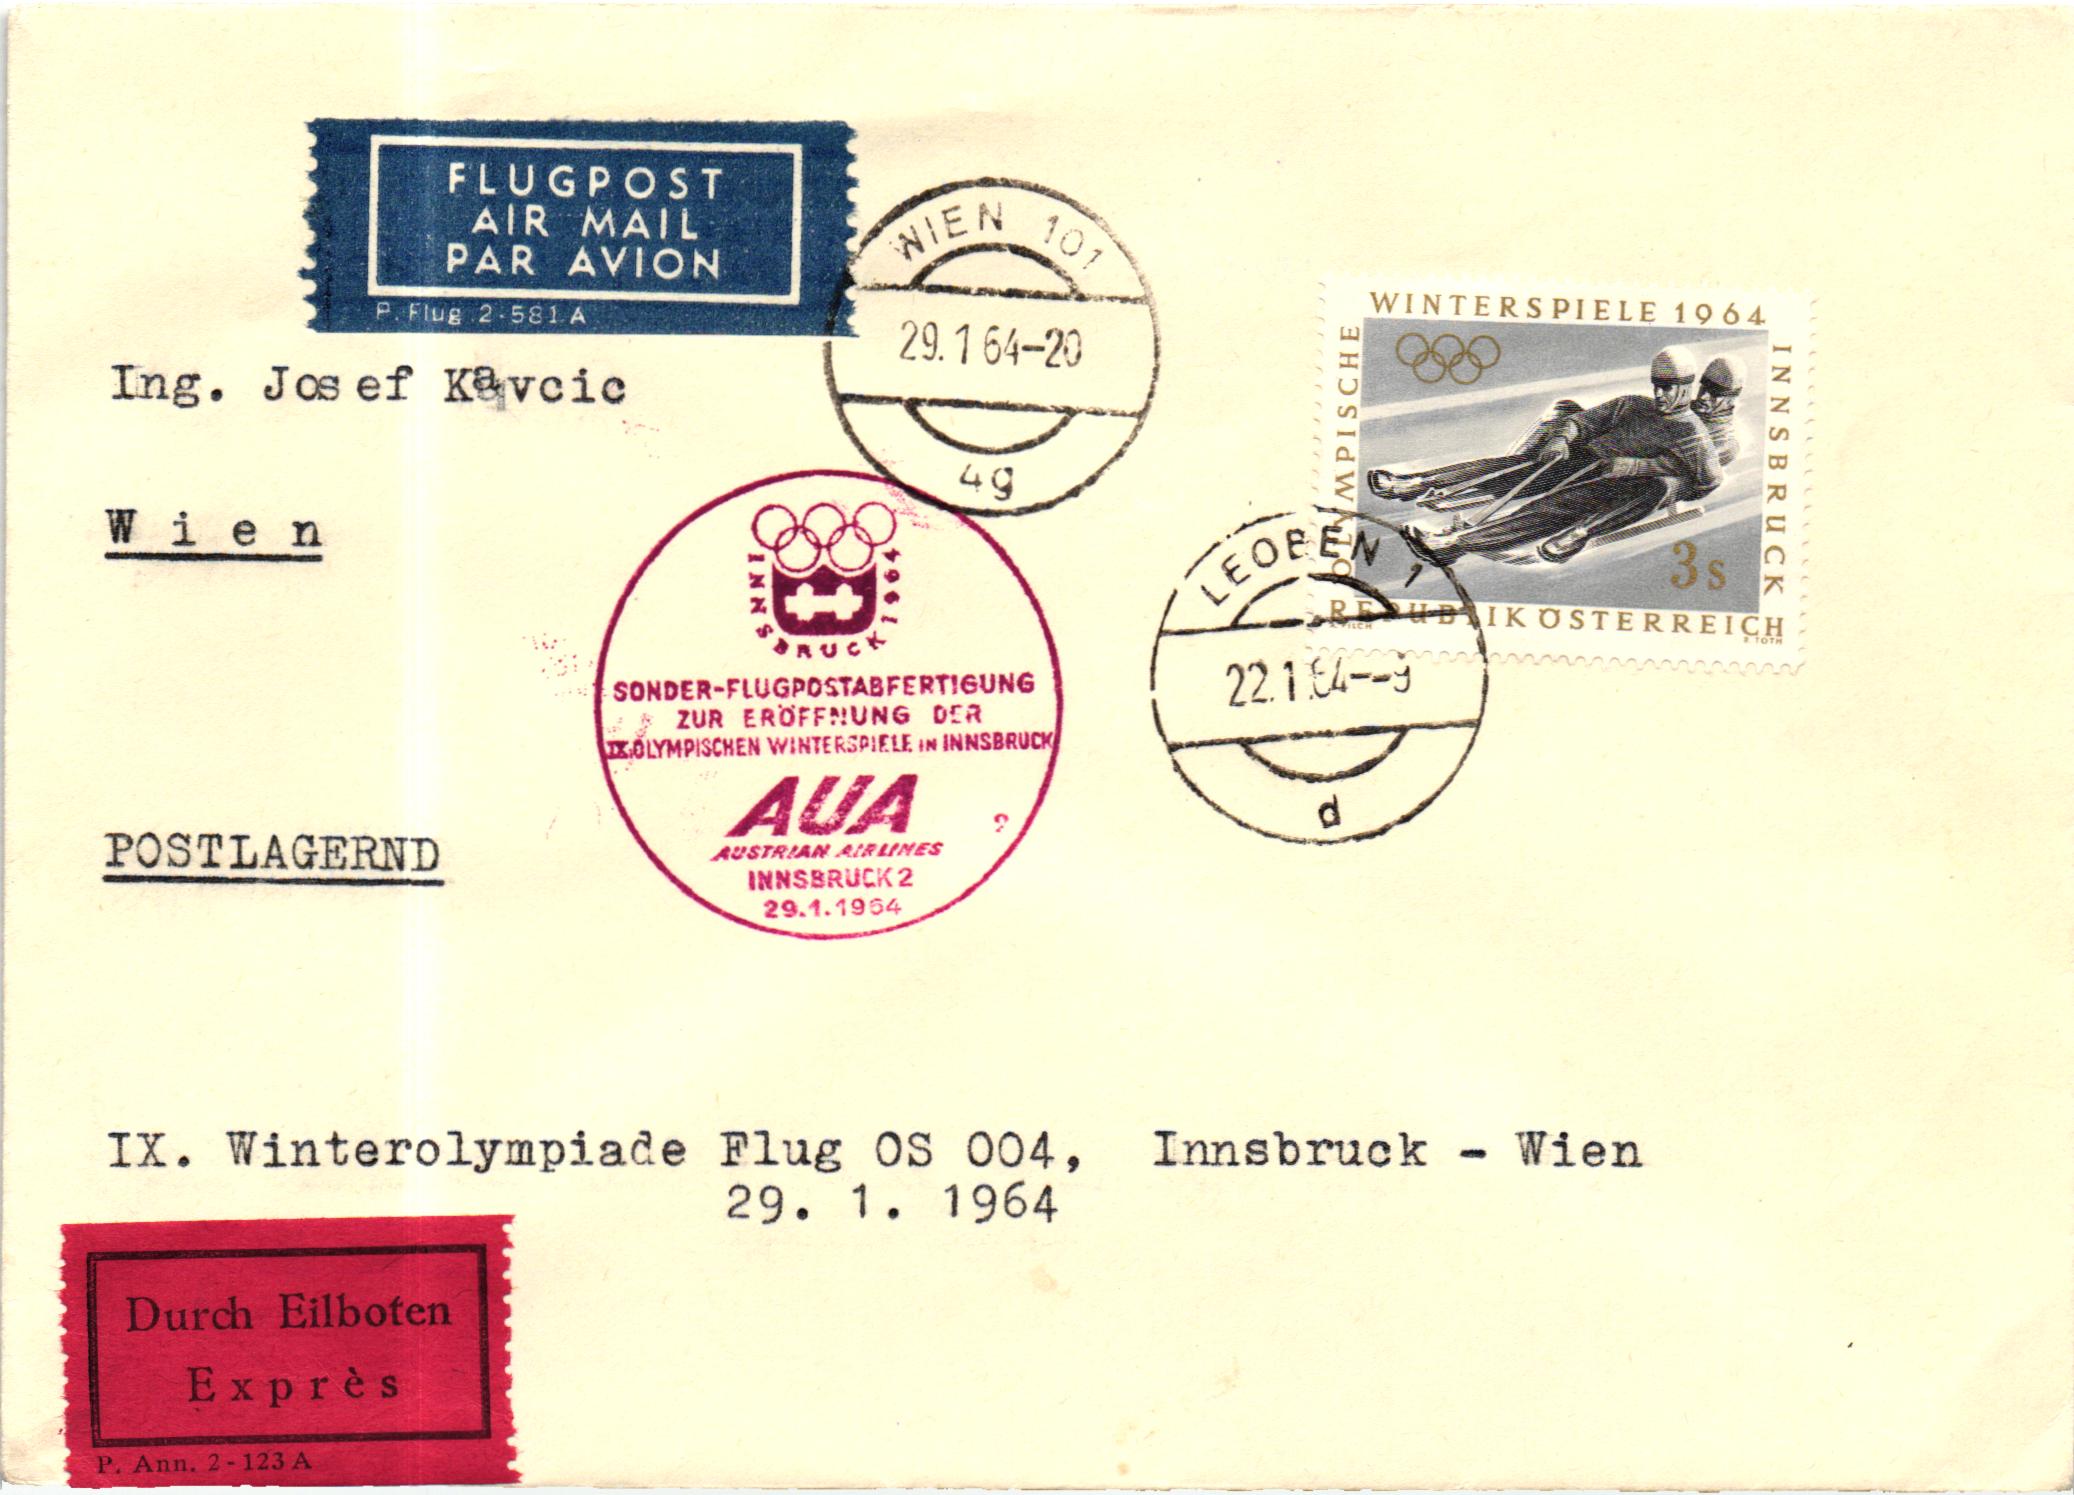 FLUGPOST
AIR MAIL
PAR AVION
P. Flug. 2-581 A
WIEN 101
29.1 64-20
4g
WINTERSPIELE 1964
OLYMPISCHE
INNSBRUCK
3 s
REPUBLIK ÖSTERREICH
PILCH
R. TOTH
Ing. Josef Kavcic
Wien
INNSBRUCK 1964
SONDER-FLUGPOSTABFERTIGUNG
ZUR ERÖFFNUNG DER
IX.OLYMPISCHEN WINTERSPIELE IN INNSBRUCK
AUA
AUSTRIAN AIRLINES
INNSBRUCK 2
29.1.1964
LEOBEN 1
22.1.64--9
d
POSTLAGERND
IX. Winterolympiade Flug OS 004, Innsbruck - Wien
29. 1. 1964
Durch Eilboten
Exprès
P. Ann. 2-123 A